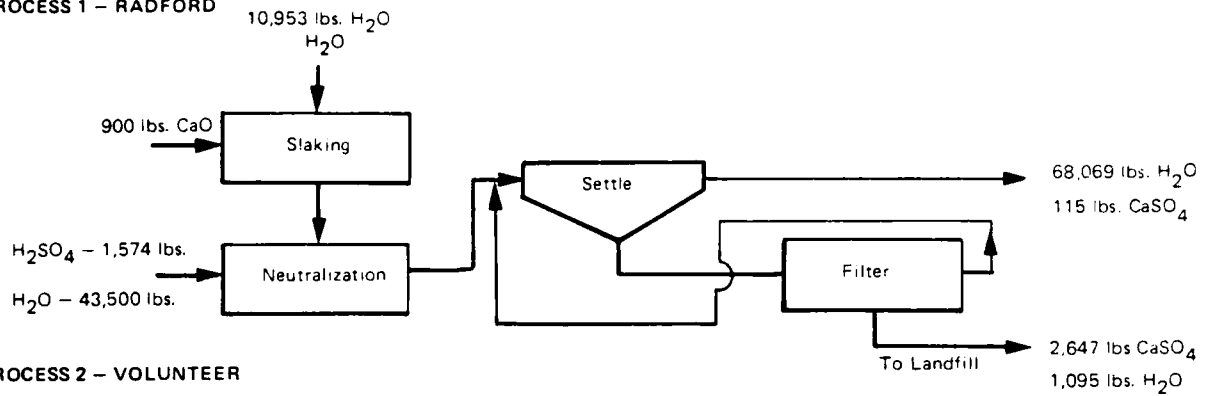 ROCESS 1 – RADFORD
10,953 lbs. H₂O
H₂O
900 lbs. CaO
Slaking
Settle
68,069 lbs. H₂O
115 lbs. CaSO₄
H₂SO₄ – 1,574 lbs.
Neutralization
Filter
H₂O – 43,500 lbs.
To Landfill
2,647 lbs CaSO₄
1,095 lbs. H₂O
ROCESS 2 – VOLUNTEER